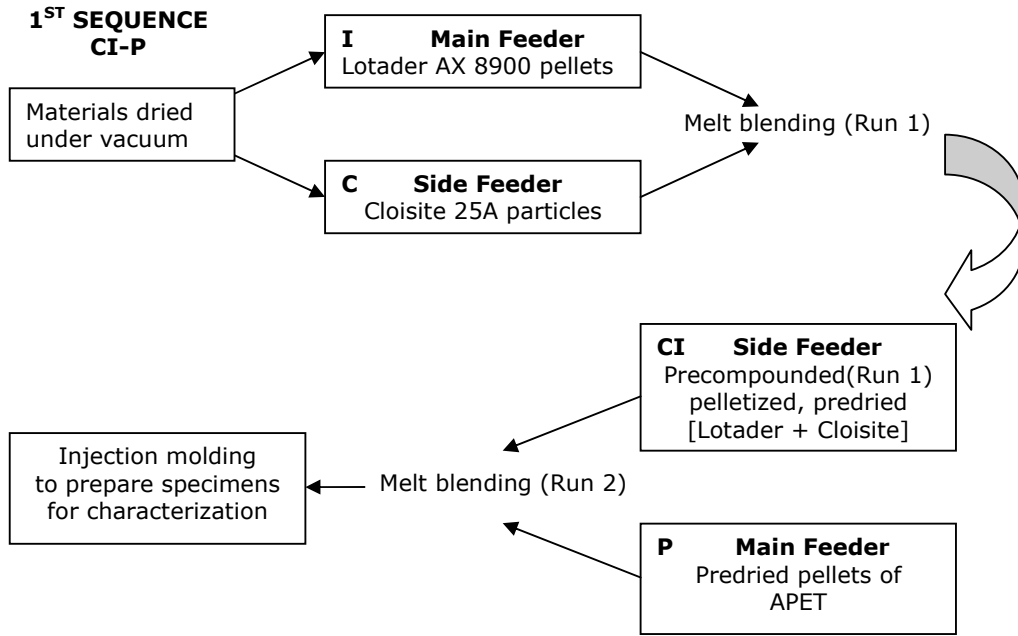 1ST SEQUENCE
CI-P
Materials dried
under vacuum
I Main Feeder
Lotader AX 8900 pellets
C Side Feeder
Cloisite 25A particles
Melt blending (Run 1)
CI Side Feeder
Precompounded(Run 1)
pelletized, predried
[Lotader + Cloisite]
P Main Feeder
Predried pellets of
APET
Melt blending (Run 2)
Injection molding
to prepare specimens
for characterization